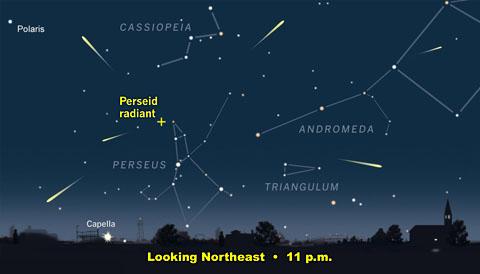 Polaris
CASSIOPEIA
Perseid
radiant
ANDROMEDA
PERSEUS
TRIANGULUM
Capella
Looking Northeast • 11 p.m.